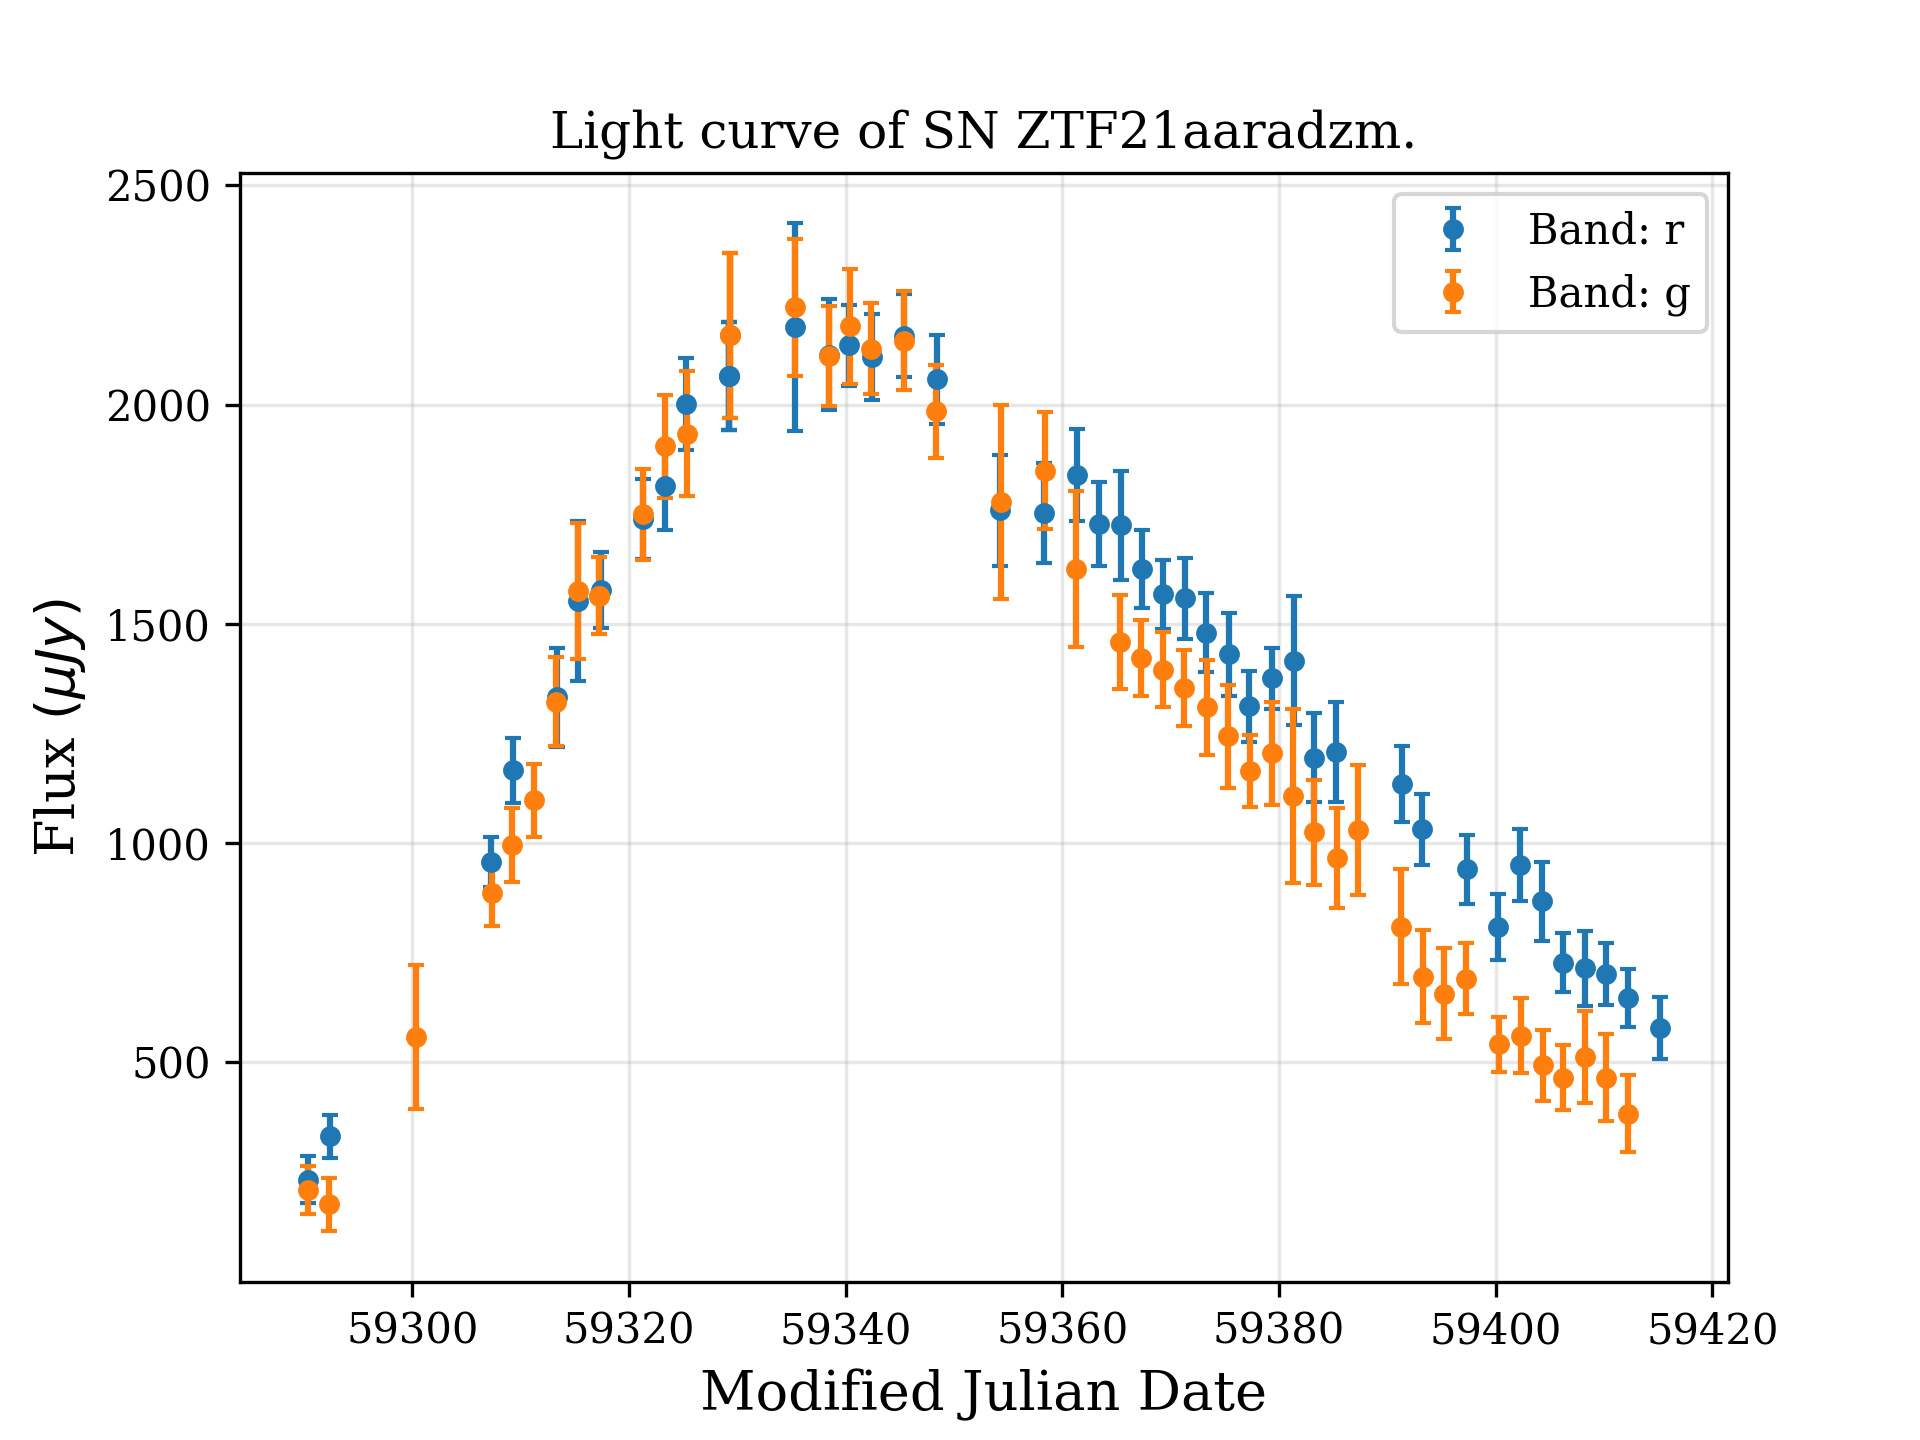 Light curve of SN ZTF21aaradzm.
2500
2000
1500
1000
500
Flux (μJy)
Band: r
Band: g
59300 59320 59340 59360 59380 59400 59420
Modified Julian Date